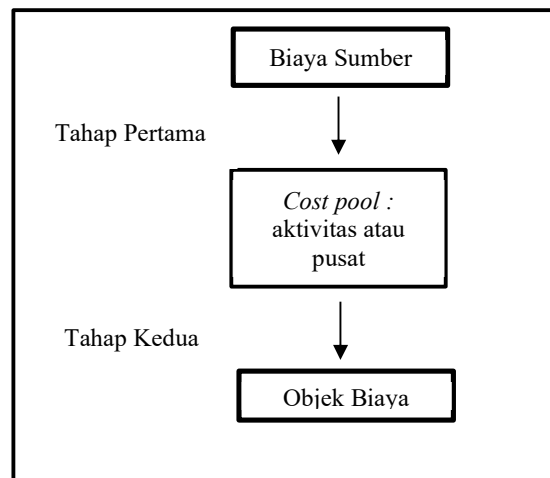 Biaya Sumber
Tahap Pertama
Cost pool :
aktivitas atau
pusat
Tahap Kedua
Objek Biaya